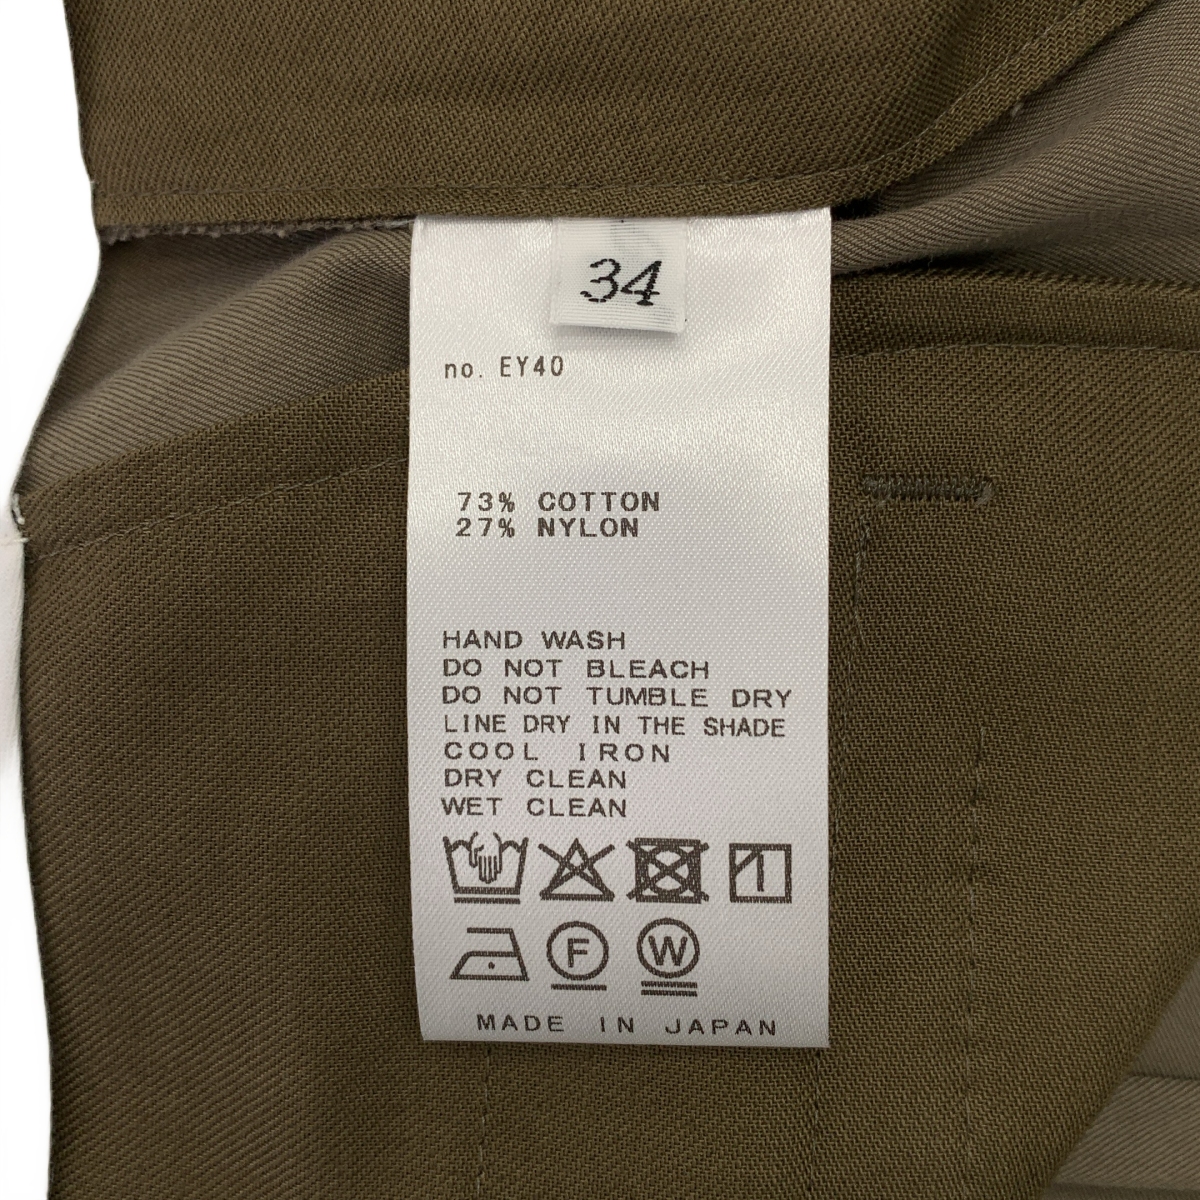 34
no. EY40
73% COTTON
27% NYLON
HAND WASH
DO NOT BLEACH
DO NOT TUMBLE DRY
LINE DRY IN THE SHADE
COOL IRON
DRY CLEAN
WET CLEAN
F W
MADE IN JAPAN